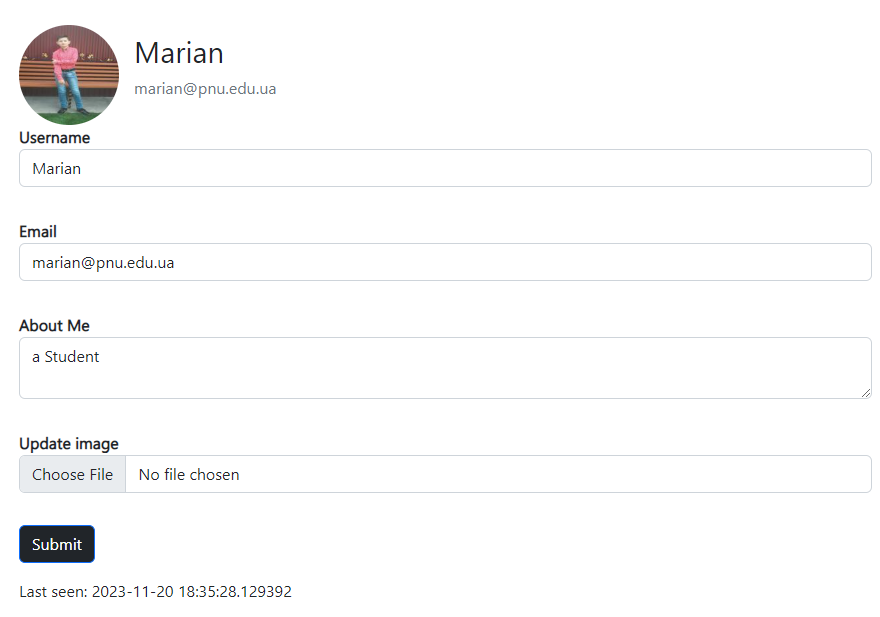 Marian
marian@pnu.edu.ua
Username
Marian
Email
marian@pnu.edu.ua
About Me
a Student
Update image
Choose File No file chosen
Submit
Last seen: 2023-11-20 18:35:28.129392